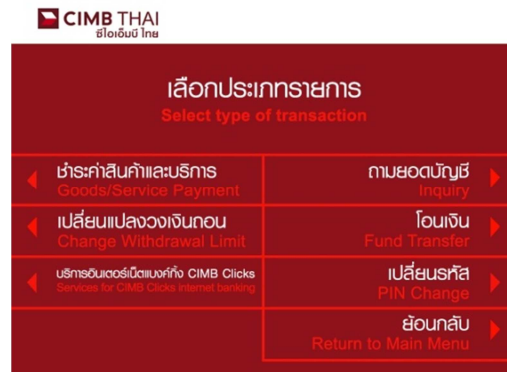 CIMB THAI
ซีไอเอ็มบี ไทย
เลือกประเภทรายการ
Select type of transaction
ชำระค่าสินค้าและบริการ
Goods/Service Payment
ถามยอดบัญชี
Inquiry
เปลี่ยนแปลงวงเงินถอน
Change Withdrawal Limit
โอนเงิน
Fund Transfer
บริการอินเตอร์เน็ตแบงค์กิ้ง CIMB Clicks
Services for CIMB Clicks internet banking
เปลี่ยนรหัส
PIN Change
ย้อนกลับ
Return to Main Menu